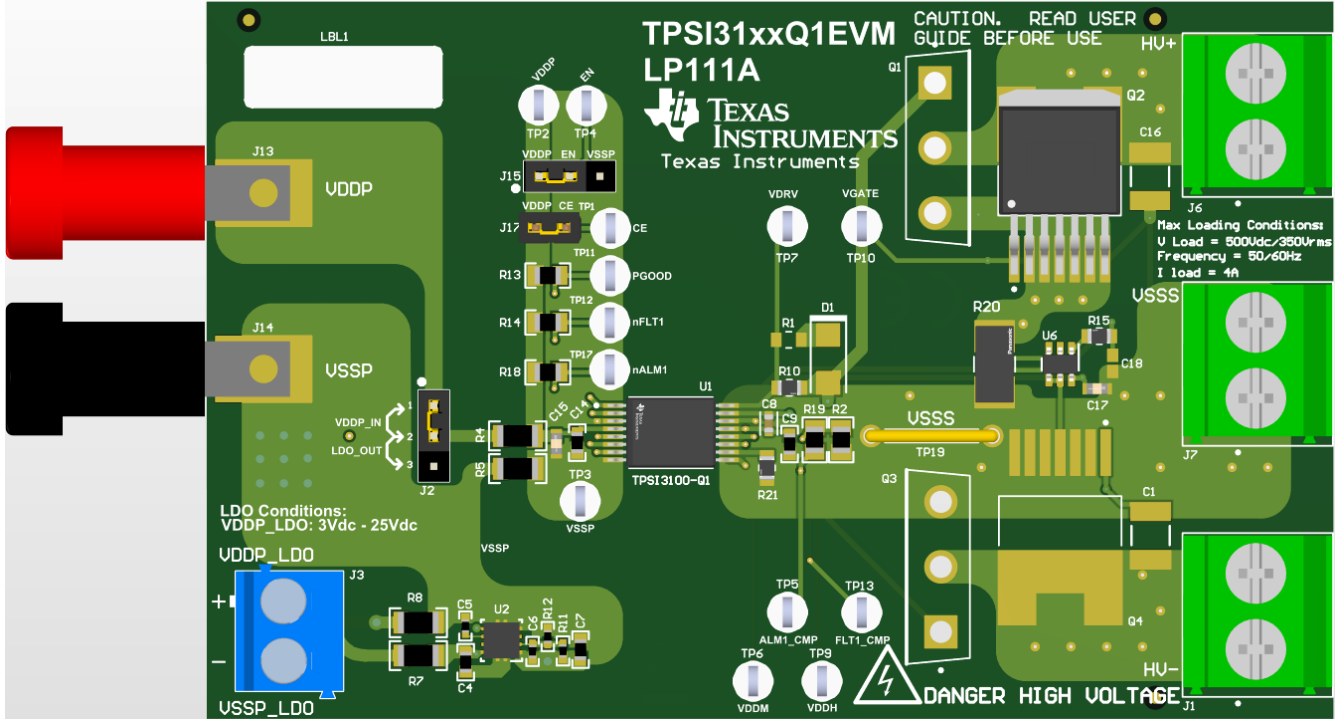 LBL1
TPSI31xxQ1EVM
LP111A
TEXAS
INSTRUMENTS
Texas Instruments
CAUTION. READ USER
GUIDE BEFORE USE
HV+
Q1
Q2
C16
J6
Max Loading Conditions:
V Load = 500Vdc/350Vrms
Frequency = 50/60Hz
I load = 4A
VDDP
EN
TP2
TP4
VDDP EN VSSP
J15
VDDP CE TP1
J17
CE
TP11
R13
PGOOD
TP12
R14
nFLT1
TP17
R18
nALM1
J13
VDDP
J14
VSSP
VDRV
VGATE
TP7
TP10
D1
R1
R10
R20
Panasonic
U6
R15
C18
C17
VSSS
J7
1
VDDP_IN
2
LDO_OUT
3
J2
R4
R5
C15
C14
U1
Texas
Instruments
TPSI3100-Q1
C8
C9
R19
R2
R21
VSSS
TP19
TP3
VSSP
Q3
C1
LDO Conditions:
VDDP_LDO: 3Vdc - 25Vdc
VDDP_LDO
VSSP
J3
+
-
VSSP_LDO
R8
R7
C5
C4
U2
C6
R12
R11
C7
TP5
ALM1_CMP
TP13
FLT1_CMP
TP6
VDDM
TP9
VDDH
Q4
HV-
J1
DANGER HIGH VOLTAGE